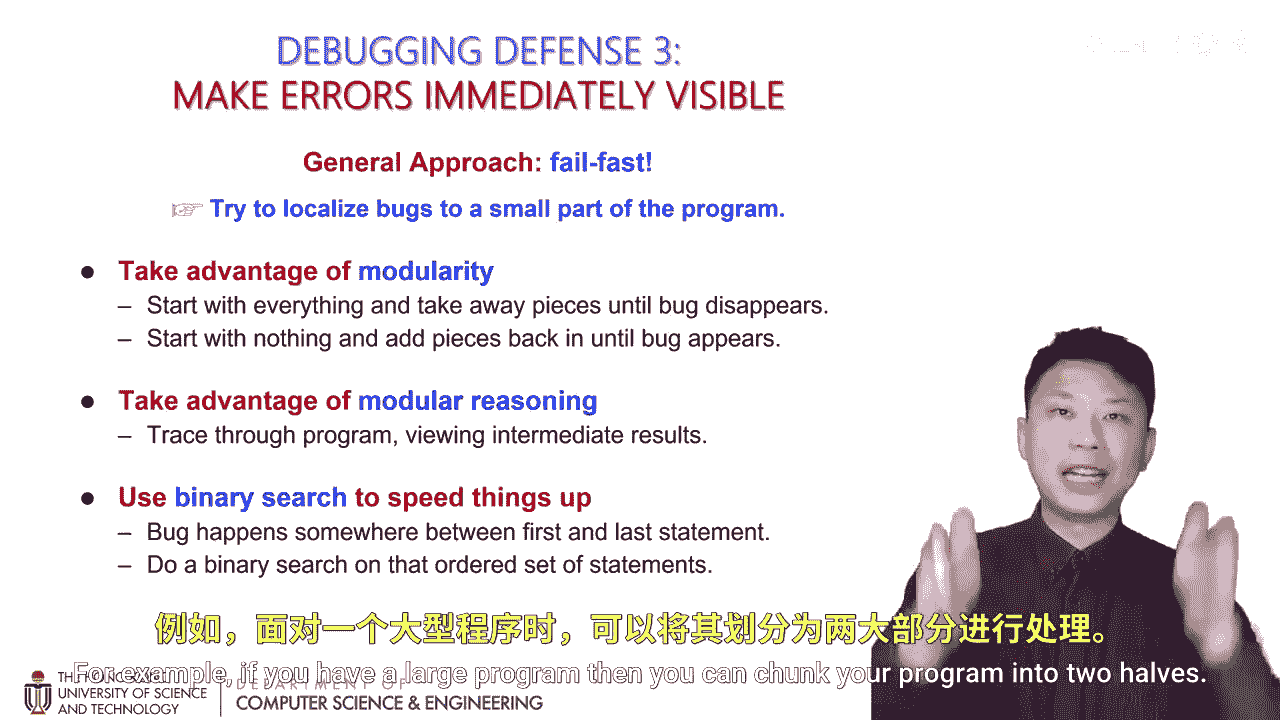 DEBUGGING DEFENSE 3:
MAKE ERRORS IMMEDIATELY VISIBLE
General Approach: fail-fast!
☞ Try to localize bugs to a small part of the program.
● Take advantage of modularity
– Start with everything and take away pieces until bug disappears.
– Start with nothing and add pieces back in until bug appears.
● Take advantage of modular reasoning
– Trace through program, viewing intermediate results.
● Use binary search to speed things up
– Bug happens somewhere between first and last statement.
– Do a binary search on that ordered set of statements.
例如，面对一个大型程序时，可以将其划分为两大部分进行处理。
For example, if you have a large program then you can chunk your program into two halves.
UNIVERSITY OF SCIENCE
AND TECHNOLOGY
COMPUTER SCIENCE & ENGINEERING